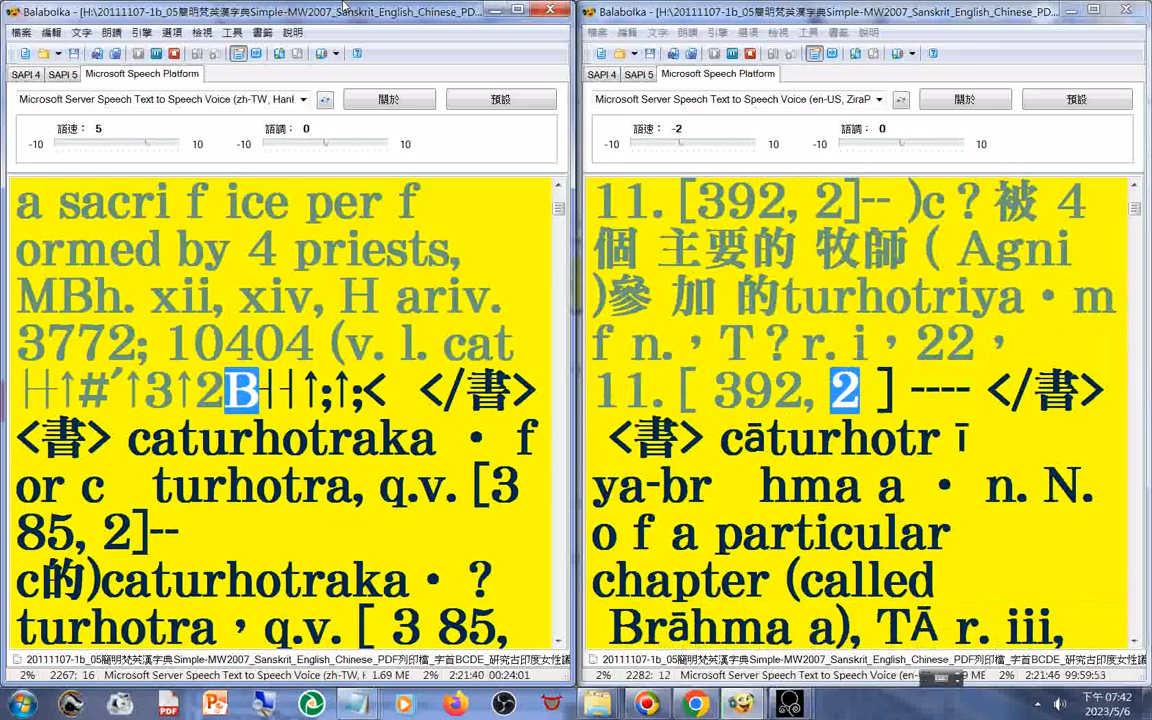 Balabolka - [H:\20111107-1b_05簡明梵英漢字典Simple-MW2007_Sanskrit_English_Chinese_PD...
檔案 編輯 文字 朗讀 引擎 選項 檢視 工具 書籤 說明
SAPI 4 SAPI 5 Microsoft Speech Platform
Microsoft Server Speech Text to Speech Voice (zh-TW, Hanl 關於 預設
語速： 5 語調： 0
-10 10 -10 10
a sacri f ice per f
ormed by 4 priests,
MBh. xii, xiv, H ariv.
3772; 10404 (v. l. cat
├┤↑#ˊ↑3↑2B├┤↑;↑;< </書>
<書> caturhotraka • f
or c turhotra, q.v. [3
85, 2]--
c的)caturhotraka• ?
turhotra，q.v. [ 3 85,
20111107-1b_05簡明梵英漢字典Simple-MW2007_Sanskrit_English_Chinese_PDF列印檔_字首BCDE_研究古印度女性議
2% 2267; 16 Microsoft Server Speech Text to Speech Voice (zh-TW, H 1.69 ME 2% 2:21:40 00:24:01
Balabolka - [H:\20111107-1b_05簡明梵英漢字典Simple-MW2007_Sanskrit_English_Chinese_PD...
檔案 編輯 文字 朗讀 引擎 選項 檢視 工具 書籤 說明
SAPI 4 SAPI 5 Microsoft Speech Platform
Microsoft Server Speech Text to Speech Voice (en-US, ZiraP 關於 預設
語速： -2 語調： 0
-10 10 -10 10
11. [392, 2]-- )c？被 4
個 主要的 牧師 ( Agni
)參 加 的turhotriya•m
f n.，T？r. i，22，
11. [ 392, 2 ] ---- </書>
<書> cāturhotr ī
ya-br hma a • n. N.
o f a particular
chapter (called
Brāhma a), TĀ r. iii,
20111107-1b_05簡明梵英漢字典Simple-MW2007_Sanskrit_English_Chinese_PDF列印檔_字首BCDE_研究古印度女性議
2% 2282; 12 Microsoft Server Speech Text to Speech Voice (en-US, 9 ME 2% 2:21:46 99:59:53
PDF
下午 07:42
2023/5/6